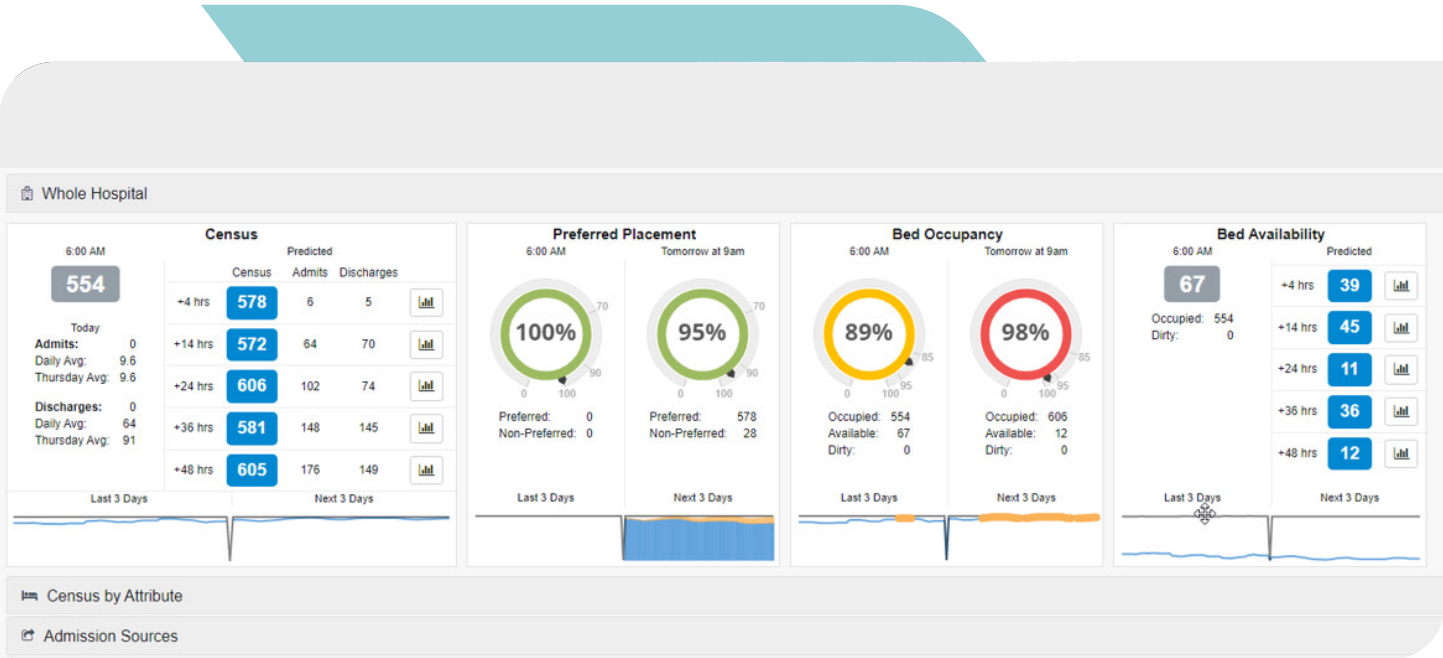 Whole Hospital
Census
6:00 AM
Predicted
554
Census Admits Discharges
+4 hrs 578 6 5
Today
Admits: 0
Daily Avg: 9.6
Thursday Avg: 9.6
+14 hrs 572 64 70
+24 hrs 606 102 74
Discharges: 0
Daily Avg: 64
Thursday Avg: 91
+36 hrs 581 148 145
+48 hrs 605 176 149
Last 3 Days
Next 3 Days
Preferred Placement
6:00 AM
Tomorrow at 9am
100%
70
90
0 100
95%
70
90
0 100
Preferred: 0
Non-Preferred: 0
Preferred: 578
Non-Preferred: 28
Last 3 Days
Next 3 Days
Bed Occupancy
6:00 AM
Tomorrow at 9am
89%
85
95
0 100
98%
85
95
0 100
Occupied: 554
Available: 67
Dirty: 0
Occupied: 606
Available: 12
Dirty: 0
Last 3 Days
Next 3 Days
Bed Availability
6:00 AM
Predicted
67
Occupied: 554
Dirty: 0
+4 hrs 39
+14 hrs 45
+24 hrs 11
+36 hrs 36
+48 hrs 12
Last 3 Days
Next 3 Days
Census by Attribute
Admission Sources